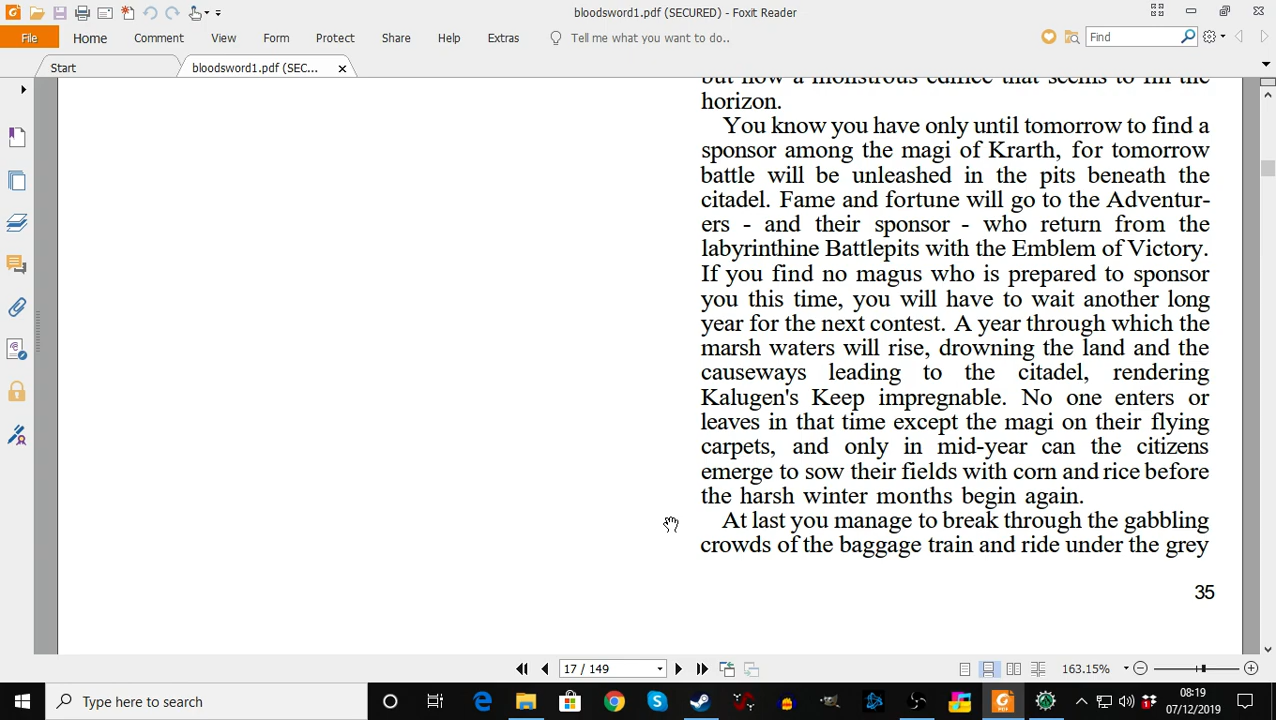 bloodsword1.pdf (SECURED) - Foxit Reader
File Home Comment View Form Protect Share Help Extras Tell me what you want to do.. Find
Start bloodsword1.pdf (SEC...
but now a monstrous edifice that seems to fill the
horizon.
You know you have only until tomorrow to find a
sponsor among the magi of Krarth, for tomorrow
battle will be unleashed in the pits beneath the
citadel. Fame and fortune will go to the Adventur-
ers - and their sponsor - who return from the
labyrinthine Battlepits with the Emblem of Victory.
If you find no magus who is prepared to sponsor
you this time, you will have to wait another long
year for the next contest. A year through which the
marsh waters will rise, drowning the land and the
causeways leading to the citadel, rendering
Kalugen's Keep impregnable. No one enters or
leaves in that time except the magi on their flying
carpets, and only in mid-year can the citizens
emerge to sow their fields with corn and rice before
the harsh winter months begin again.
At last you manage to break through the gabbling
crowds of the baggage train and ride under the grey
35
17 / 149 163.15%
Type here to search
08:19
07/12/2019